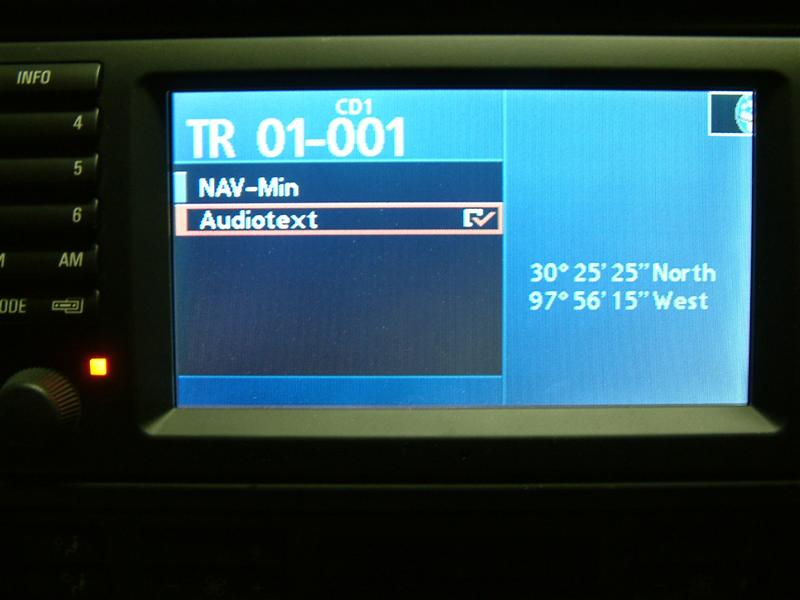 INFO
4
5
6
AM
ODE
CD1
TR 01-001
NAV-Min
Audiotext
30° 25' 25" North
97° 56' 15" West